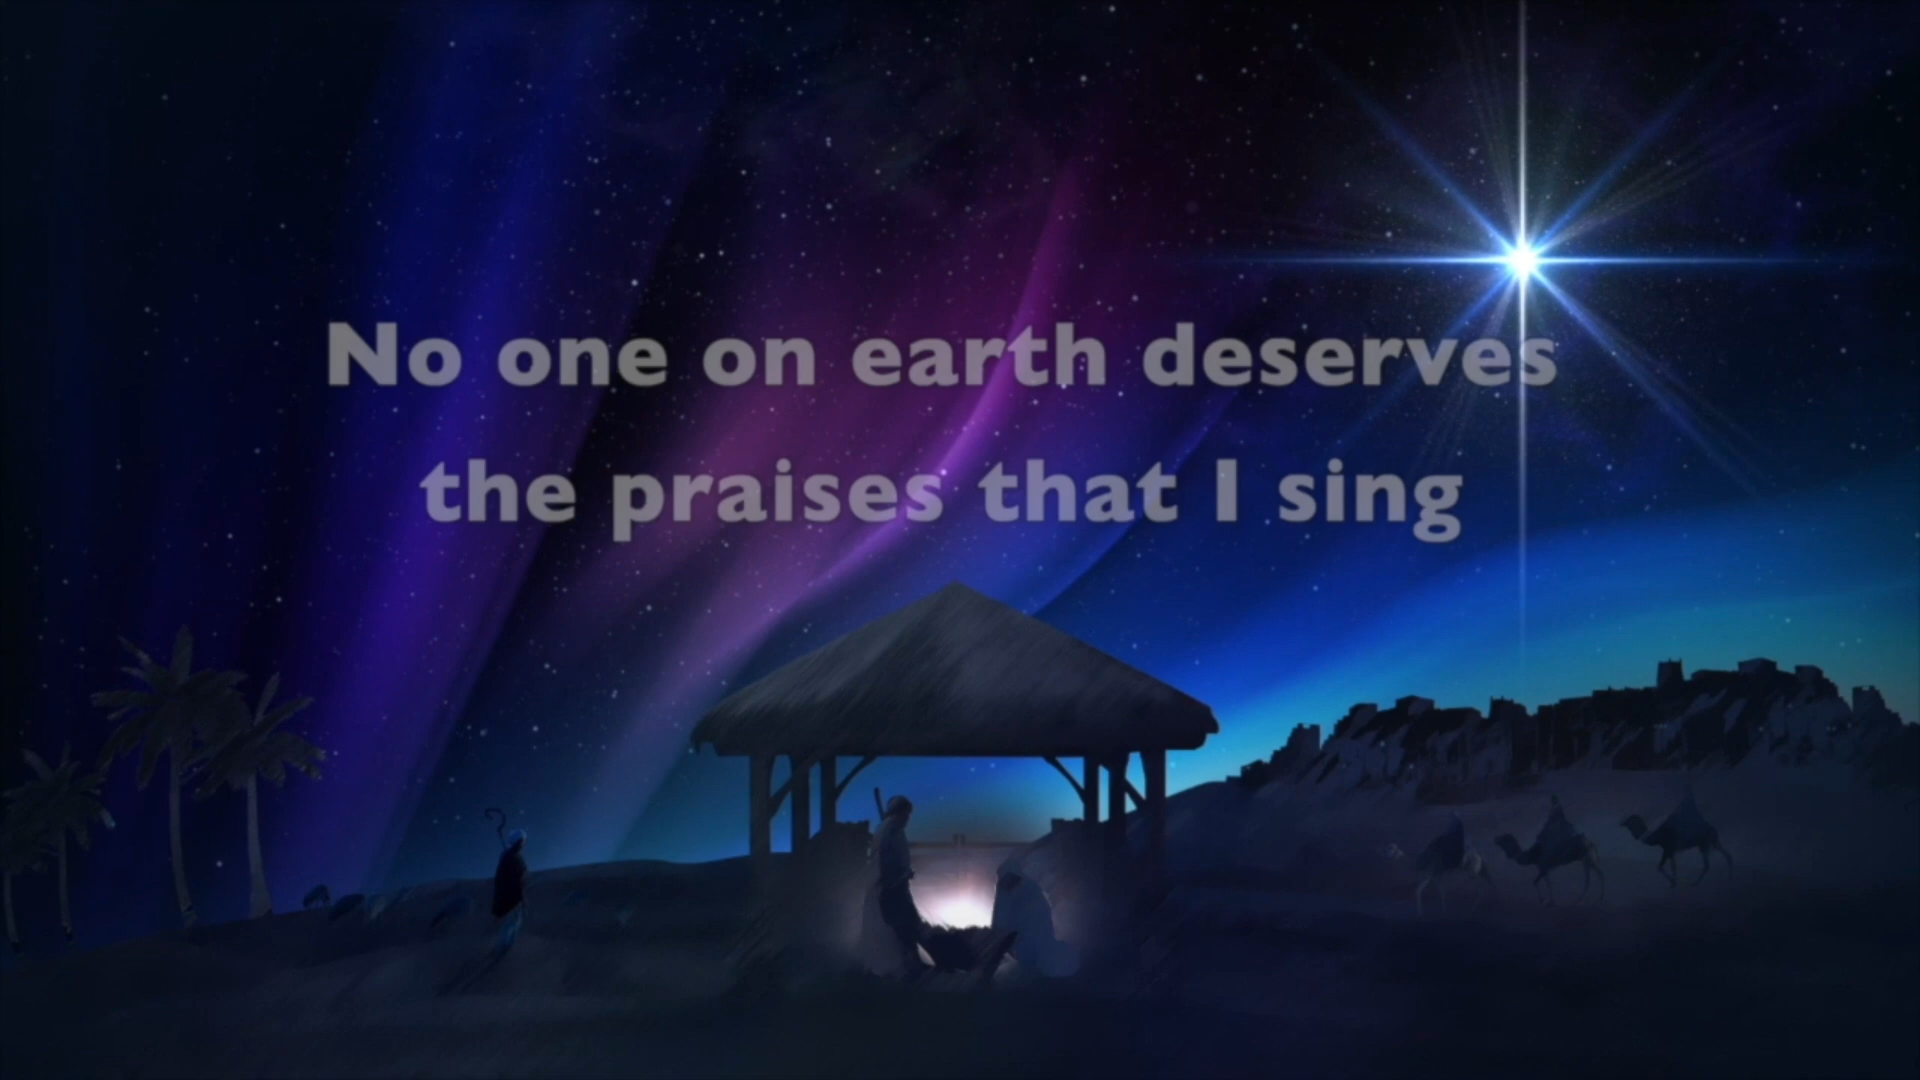 No one on earth deserves
the praises that I sing